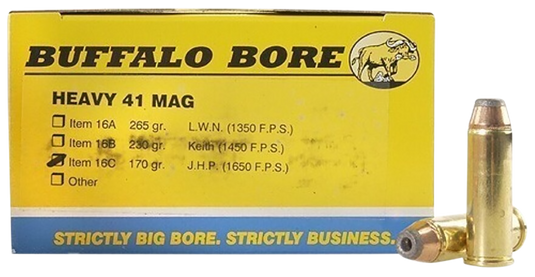 BUFFALO BORE
HEAVY 41 MAG
Item 16A 265 gr. L.W.N. (1350 F.P.S.)
Item 16B 230 gr. Keith (1450 F.P.S.)
Item 16C 170 gr. J.H.P. (1650 F.P.S.)
Other
STRICTLY BIG BORE. STRICTLY BUSINESS.